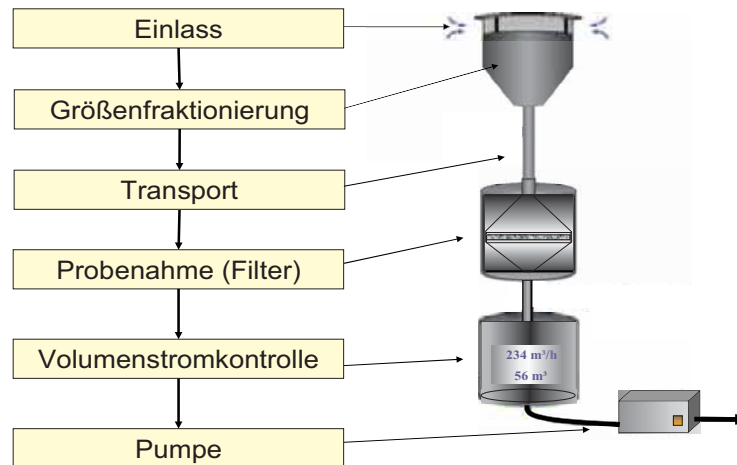 Einlass
Größenfraktionierung
Transport
Probenahme (Filter)
Volumenstromkontrolle
234 m³/h
56 m³
Pumpe